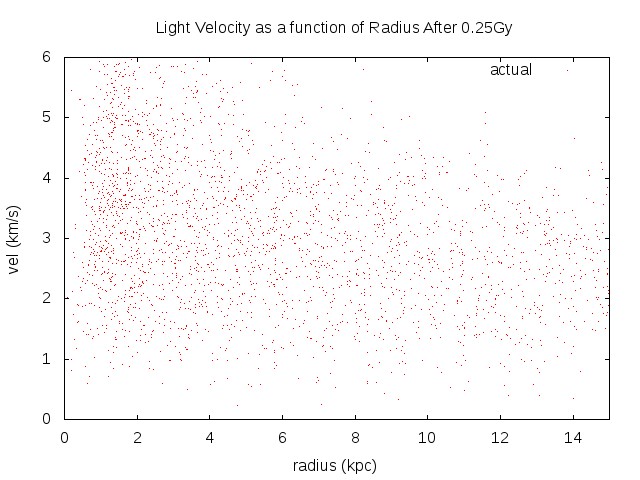 Light Velocity as a function of Radius After 0.25Gy
6
actual
5
4
3
2
1
0
vel (km/s)
0 2 4 6 8 10 12 14
radius (kpc)